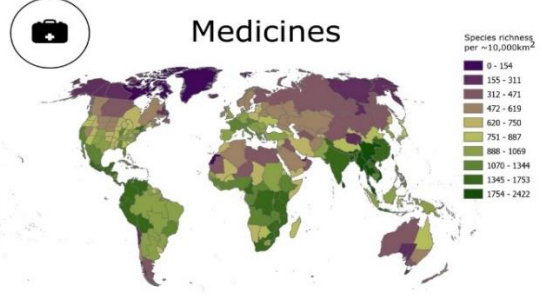 Medicines
Species richness
per ~10,000km²
0 - 154
155 - 311
312 - 471
472 - 619
620 - 750
751 - 887
888 - 1069
1070 - 1344
1345 - 1753
1754 - 2422